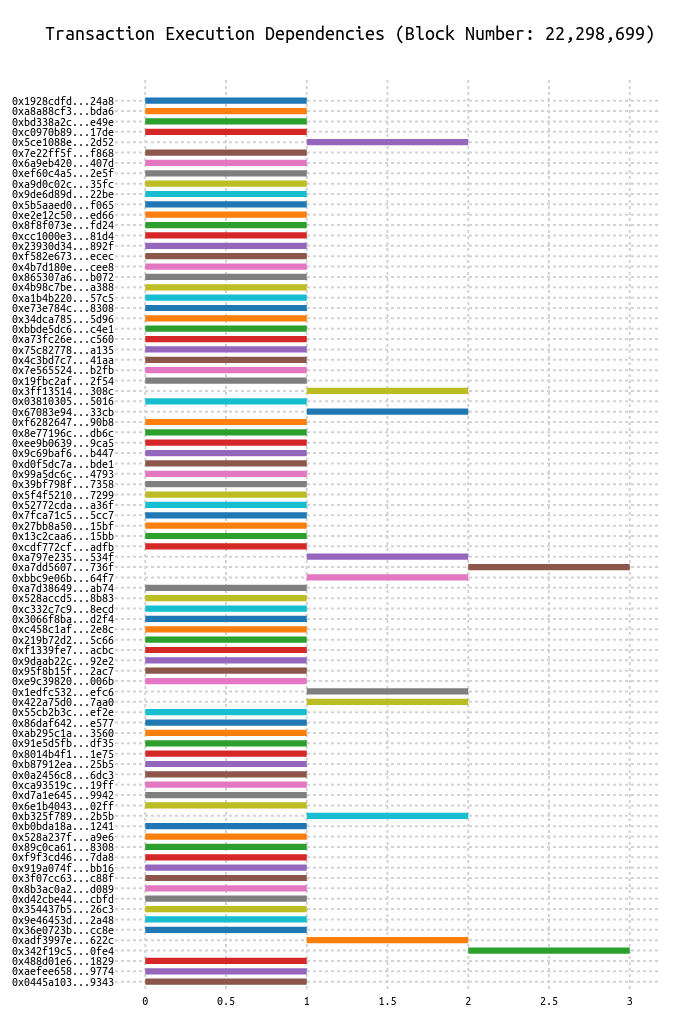 Transaction Execution Dependencies (Block Number: 22,298,699)
0x1928cdfd...24a8
0xa8a88cf3...bda6
0xbd338a2c...e49e
0xc0970b89...17de
0x5ce1088e...2d52
0x7e22ff5f...f868
0x6a9eb420...407d
0xef60c4a5...2e5f
0xa9d0c02c...35fc
0x9de6d89d...22be
0x5b5aaed0...f065
0xe2e12c50...ed66
0x8f8f073e...fd24
0xcc1000e3...81d4
0x23930d34...892f
0xf582e673...ecec
0x4b7d180e...cee8
0x865307a6...b072
0x4b98c7be...a388
0xa1b4b220...57c5
0xe73e784c...8308
0x34dca785...5d96
0xbbde5dc6...c4e1
0xa73fc26e...c560
0x75c82778...a135
0x4c3bd7c7...41aa
0x7e565524...b2fb
0x19fbc2af...2f54
0x3ff13514...308c
0x03810305...5016
0x67083e94...33cb
0xf6282647...90b8
0x8e77196c...db6c
0xee9b0639...9ca5
0x9c69baf6...b447
0xd0f5dc7a...bde1
0x99a5dc6c...4793
0x39bf798f...7358
0x5f4f5210...7299
0x52772cda...a36f
0x7fca71c5...5cc7
0x27bb8a50...15bf
0x13c2caa6...15bb
0xcdf772cf...adfb
0xa797e235...534f
0xa7dd5607...736f
0xbbc9e06b...64f7
0xa7d38649...ab74
0x528accd5...8b83
0xc332c7c9...8ecd
0x3066f8ba...d2f4
0xc458c1af...2e8c
0x219b72d2...5c66
0xf1339fe7...acbc
0x9daab22c...92e2
0x95f8b15f...2ac7
0xe9c39820...006b
0x1edfc532...efc6
0x422a75d0...7aa0
0x55cb2b3c...ef2e
0x86daf642...e577
0xab295c1a...3560
0x91e5d5fb...df35
0x8014b4f1...1e75
0xb87912ea...25b5
0x0a2456c8...6dc3
0xca93519c...19ff
0xd7a1e645...9942
0x6e1b4043...02ff
0xb325f789...2b5b
0xb0bda18a...1241
0x528a237f...a9e6
0x89c0ca61...8308
0xf9f3cd46...7da8
0x919a074f...bb16
0x3f07cc63...c88f
0x8b3ac0a2...d089
0xd42cbe44...cbfd
0x354437b5...26c3
0x9e46453d...2a48
0x36e0723b...cc8e
0xadf3997e...622c
0x342f19c5...0fe4
0x488d01e6...1829
0xaefee658...9774
0x0445a103...9343
0 0.5 1 1.5 2 2.5 3